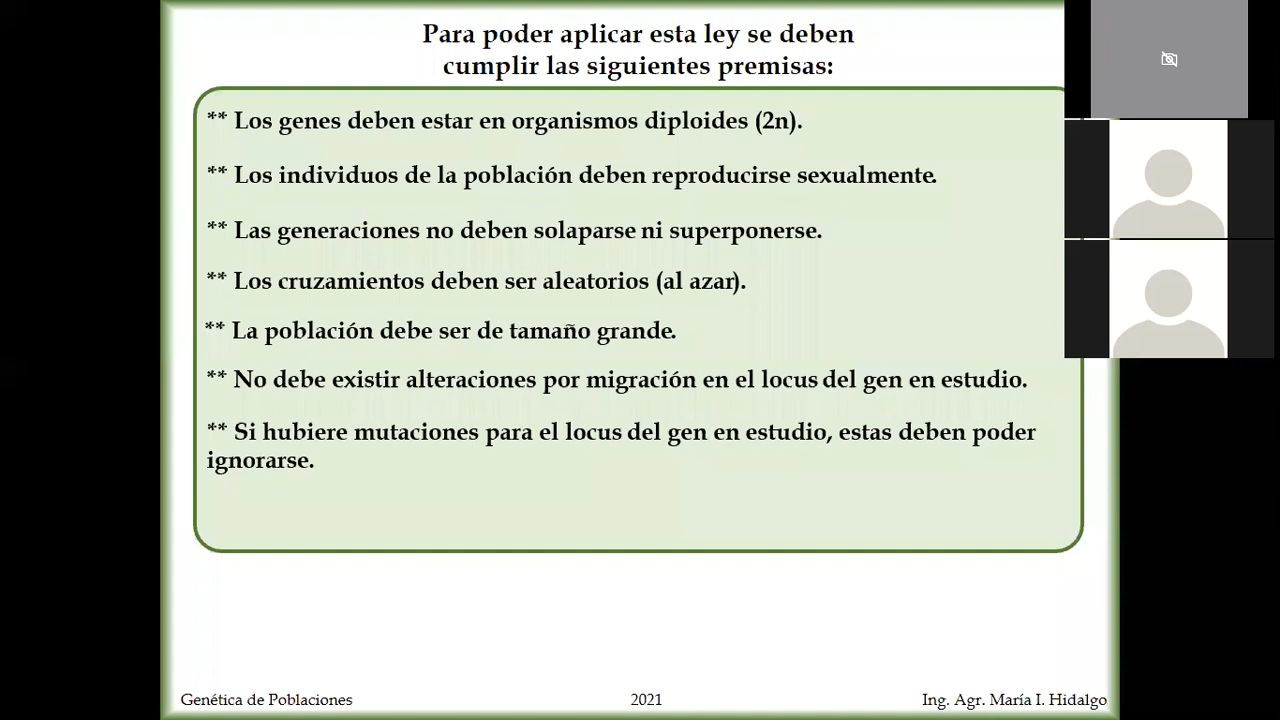 Para poder aplicar esta ley se deben
cumplir las siguientes premisas:
** Los genes deben estar en organismos diploides (2n).
** Los individuos de la población deben reproducirse sexualmente.
** Las generaciones no deben solaparse ni superponerse.
** Los cruzamientos deben ser aleatorios (al azar).
** La población debe ser de tamaño grande.
** No debe existir alteraciones por migración en el locus del gen en estudio.
** Si hubiere mutaciones para el locus del gen en estudio, estas deben poder
ignorarse.
Genética de Poblaciones
2021
Ing. Agr. María I. Hidalgo